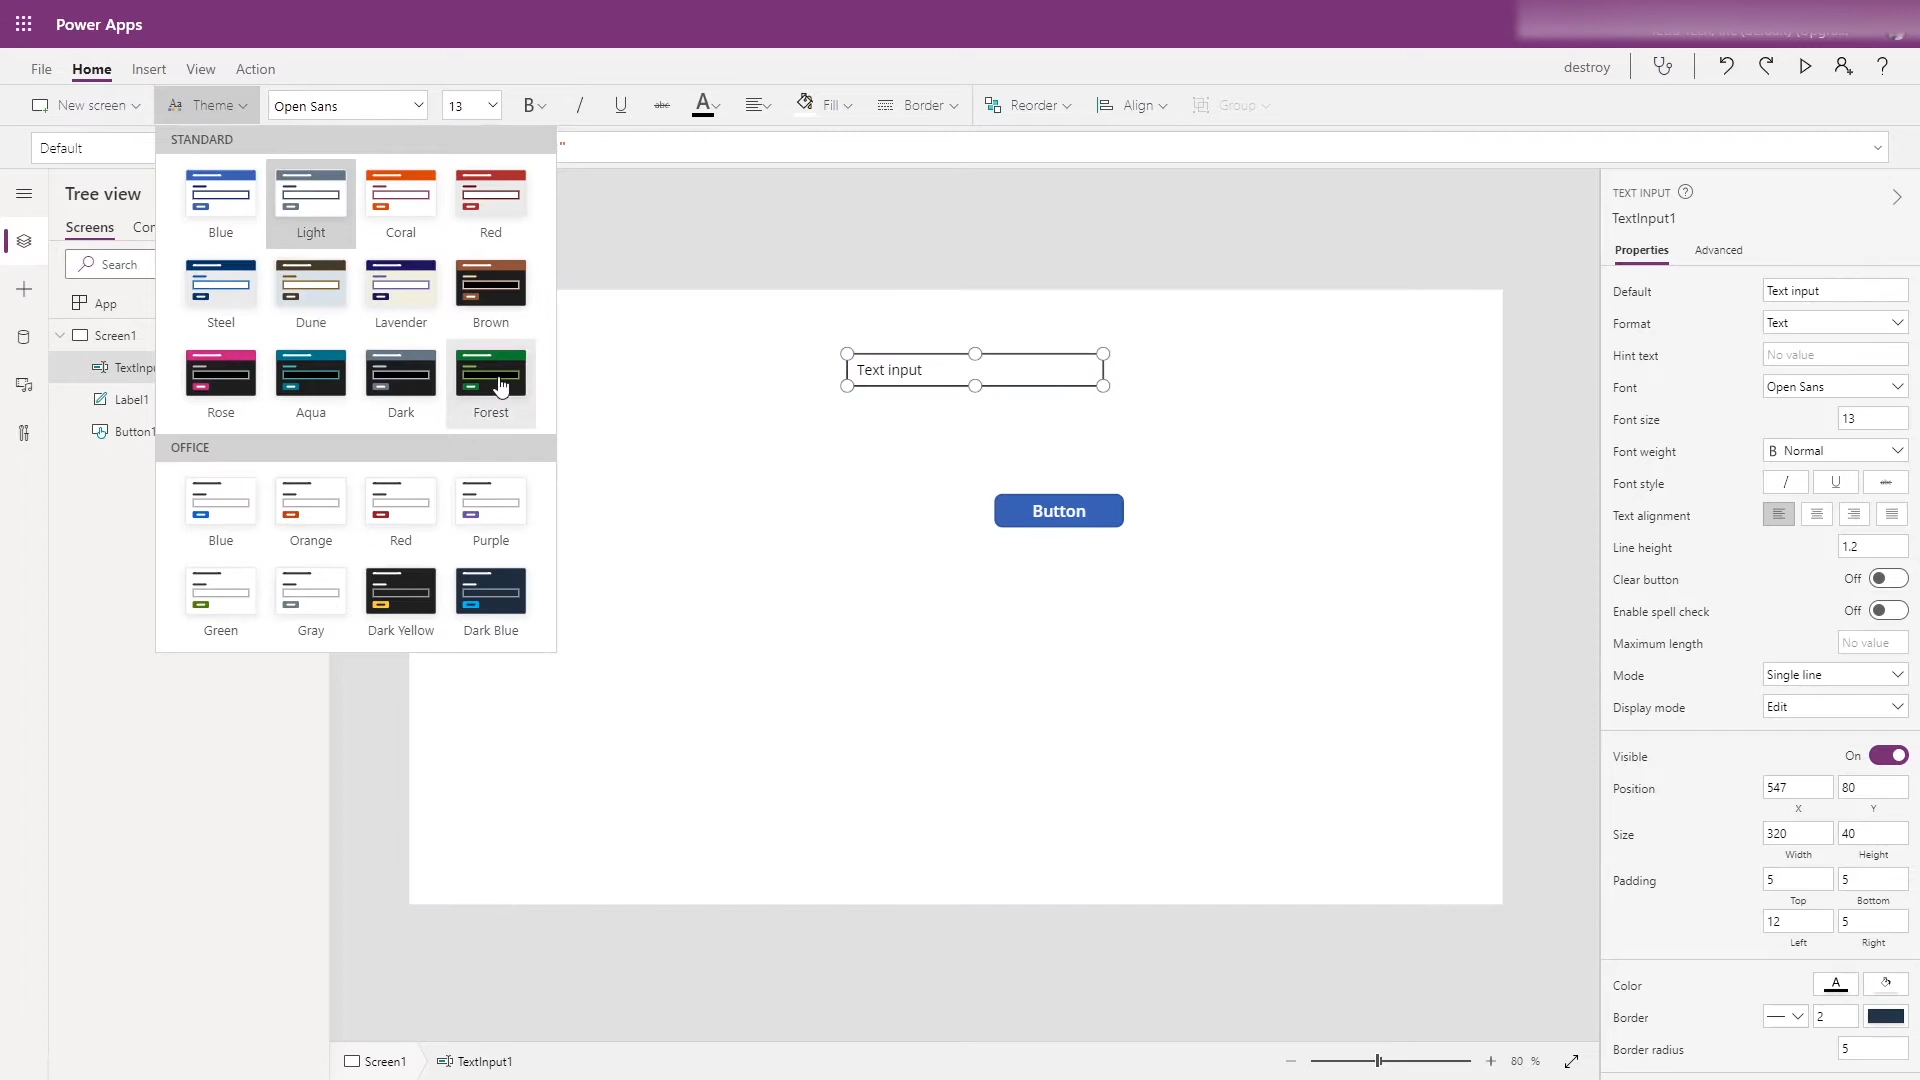 Power Apps
File Home Insert View Action destroy
New screen Theme Open Sans 13 B / U abc A Fill Border Reorder Align Group
Default "
STANDARD
Blue Light Coral Red
Steel Dune Lavender Brown
Rose Aqua Dark Forest
OFFICE
Blue Orange Red Purple
Green Gray Dark Yellow Dark Blue
Tree view
Screens Cor
Search
App
Screen1
TextInpu
Label1
Button1
Text input
Button
TEXT INPUT
TextInput1
Properties Advanced
Default Text input
Format Text
Hint text No value
Font Open Sans
Font size 13
Font weight B Normal
Font style / U abc
Text alignment
Line height 1.2
Clear button Off
Enable spell check Off
Maximum length No value
Mode Single line
Display mode Edit
Visible On
Position 547 80
X Y
Size 320 40
Width Height
Padding 5 5
Top Bottom
12 5
Left Right
Color A
Border 2
Border radius 5
Screen1 TextInput1 80 %